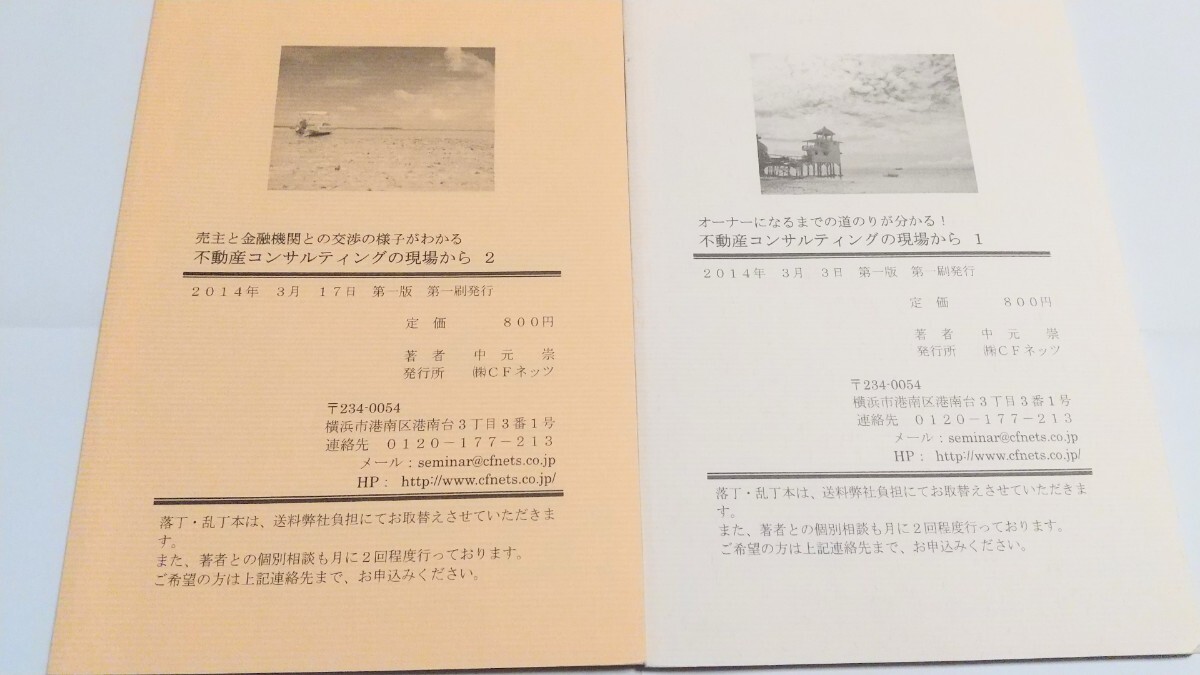 売主と金融機関との交渉の様子がわかる
不動産コンサルティングの現場から ２
２０１４年　３月　１７日　第一版　第一刷発行
定　価　　　８００円
著　者　　中　元　　崇
発行所　　㈱ＣＦネッツ
〒234-0054
横浜市港南区港南台３丁目３番１号
連絡先　０１２０－１７７－２１３
メール：seminar@cfnets.co.jp
HP： http://www.cfnets.co.jp/
落丁・乱丁本は、送料弊社負担にてお取替えさせていただきま
す。
また、著者との個別相談も月に２回程度行っております。
ご希望の方は上記連絡先まで、お申込みください。
オーナーになるまでの道のりが分かる！
不動産コンサルティングの現場から １
２０１４年　３月　３日　第一版　第一刷発行
定　価　　　８００円
著　者　　中　元　　崇
発行所　　㈱ＣＦネッツ
〒234-0054
横浜市港南区港南台３丁目３番１号
連絡先　０１２０－１７７－２１３
メール：seminar@cfnets.co.jp
HP： http://www.cfnets.co.jp/
落丁・乱丁本は、送料弊社負担にてお取替えさせていただきま
す。
また、著者との個別相談も月に２回程度行っております。
ご希望の方は上記連絡先まで、お申込みください。